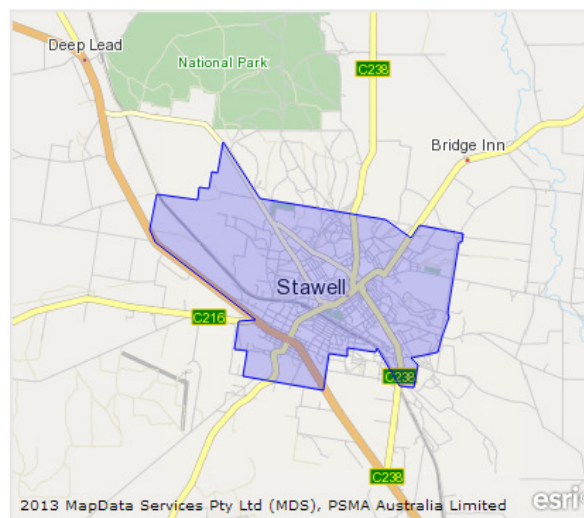 Deep Lead
National Park
C238
Bridge Inn
Stawell
C216
C238
C238
2013 MapData Services Pty Ltd (MDS), PSMA Australia Limited
esri